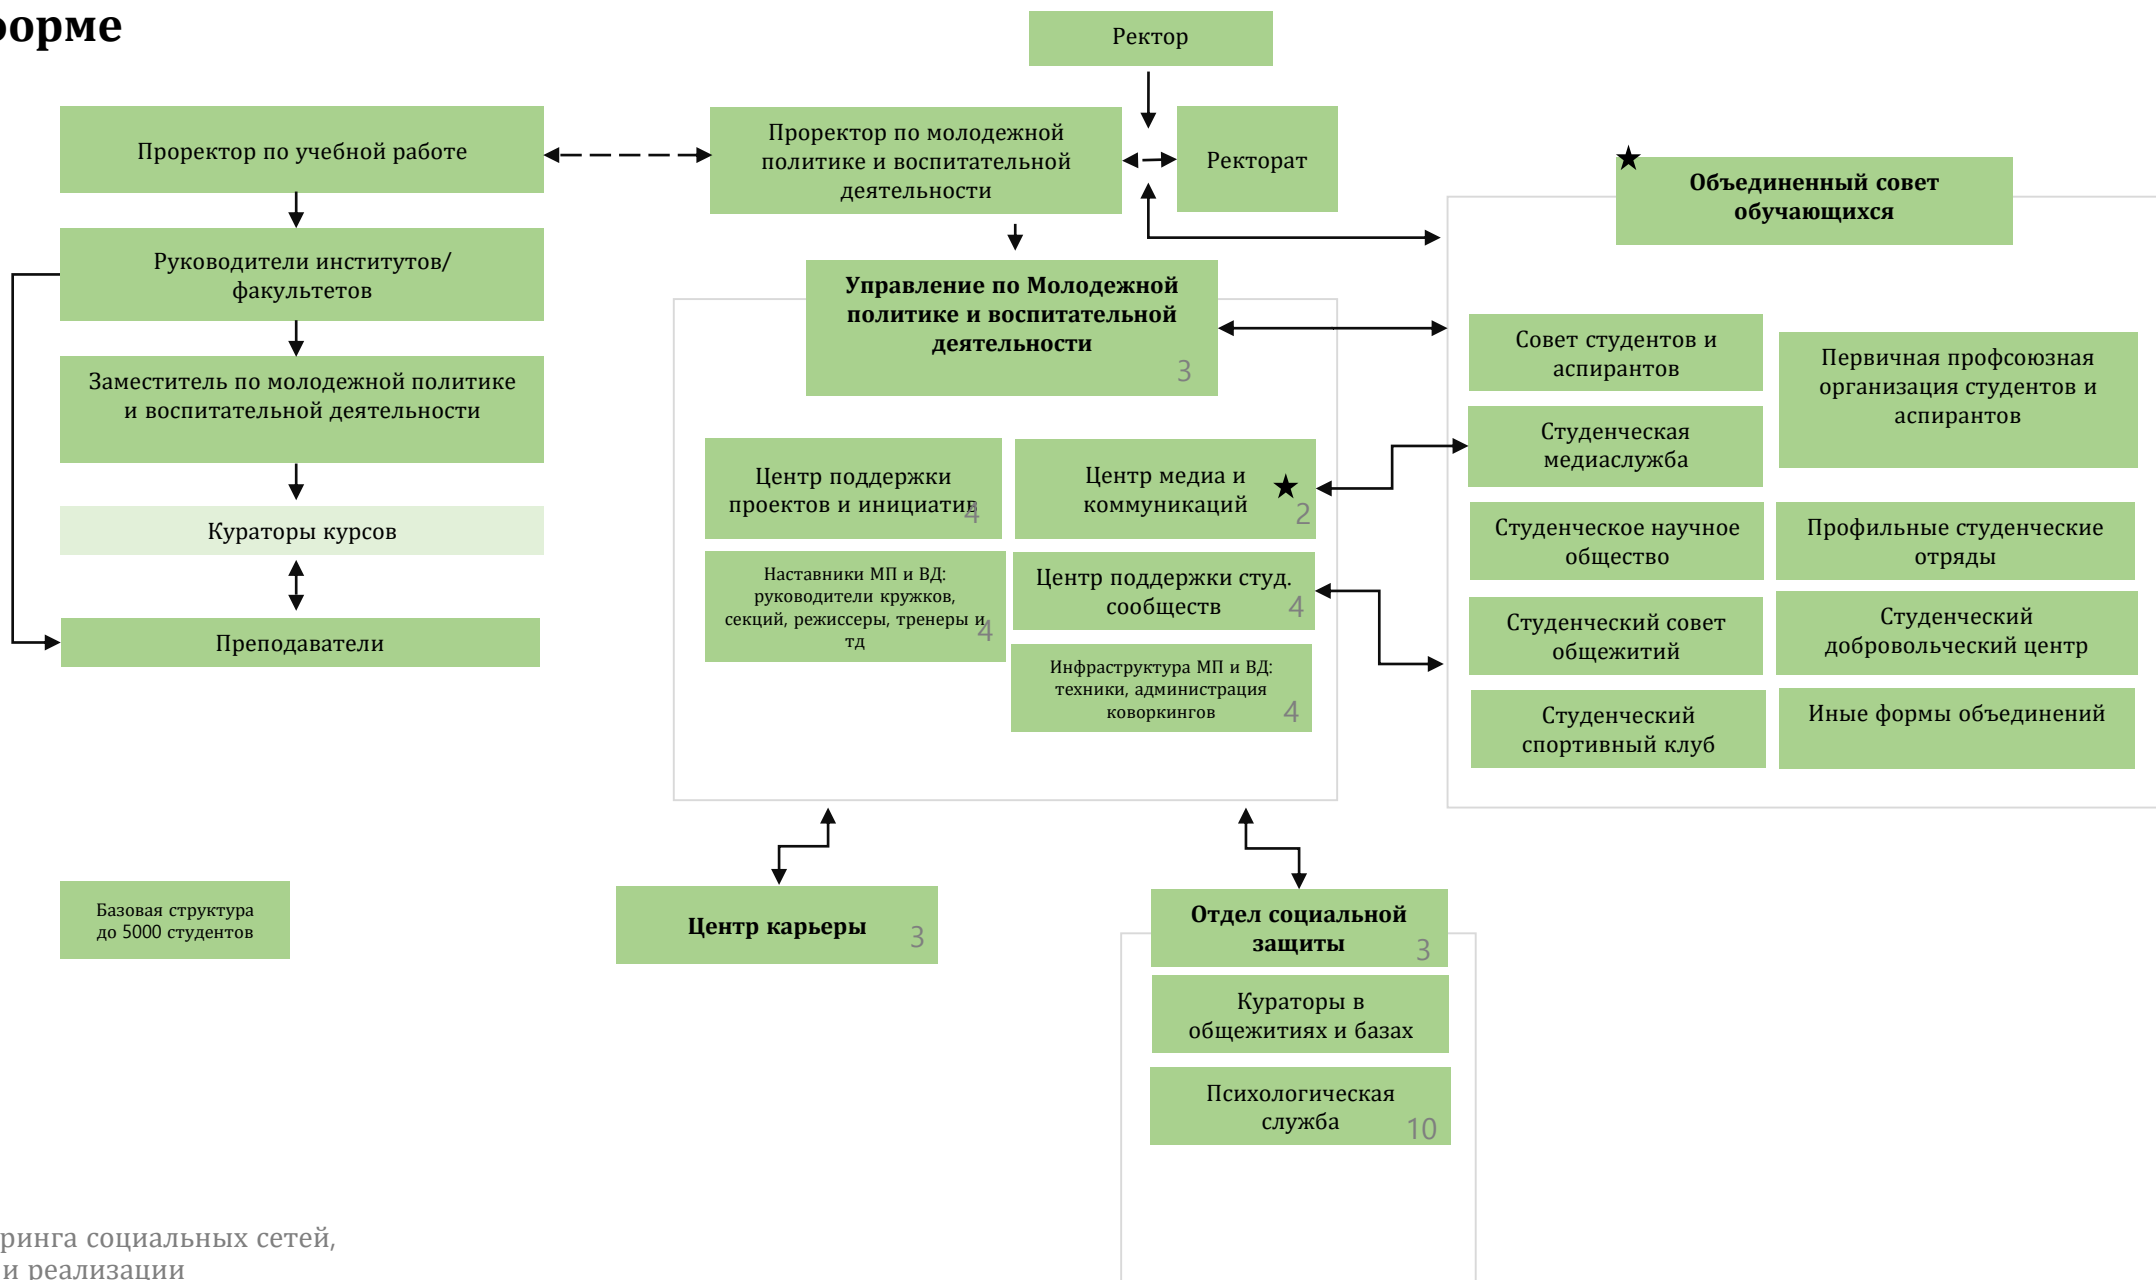 орме
Ректор
Проректор по учебной работе
Проректор по молодежной
политике и воспитательной
деятельности
Ректорат
Объединенный совет
обучающихся
Руководители институтов/
факультетов
Заместитель по молодежной политике
и воспитательной деятельности
Кураторы курсов
Преподаватели
Управление по Молодежной
политике и воспитательной
деятельности
3
Центр поддержки
проектов и инициатив
4
Центр медиа и
коммуникаций
2
Наставники МП и ВД:
руководители кружков,
секций, режиссеры, тренеры и
тд
4
Центр поддержки студ.
сообществ
4
Инфраструктура МП и ВД:
техники, администрация
коворкингов
4
Совет студентов и
аспирантов
Первичная профсоюзная
организация студентов и
аспирантов
Студенческая
медиаслужба
Студенческое научное
общество
Профильные студенческие
отряды
Студенческий совет
общежитий
Студенческий
добровольческий центр
Студенческий
спортивный клуб
Иные формы объединений
Базовая структура
до 5000 студентов
Центр карьеры
3
Отдел социальной
защиты
3
Кураторы в
общежитиях и базах
Психологическая
служба
10
ринга социальных сетей,
и реализации